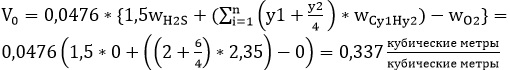 V₀ = 0,0476 * {1,5w_H2S + (∑ⁿᵢ₌₁ (y1 + y2/4) * w_Cy1Hy2) − w_O2} =
0,0476 (1,5 * 0 + ((2 + 6/4) * 2,35) − 0) = 0,337 кубические метры/кубические метры